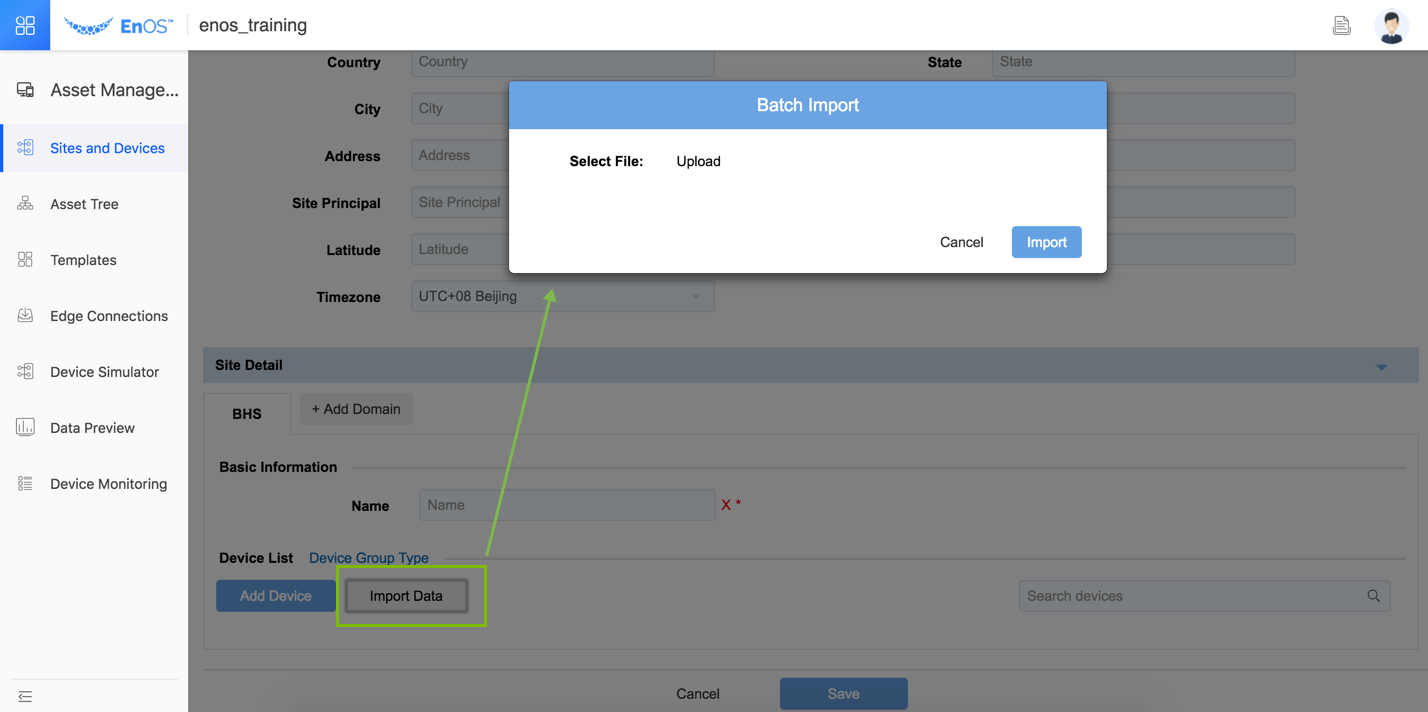 EnOS™ enos_training
Asset Manage...
Sites and Devices
Asset Tree
Templates
Edge Connections
Device Simulator
Data Preview
Device Monitoring
Country Country State State
Batch Import
City City
Select File: Upload
Address Address
Site Principal Site Principal
Latitude Latitude
Cancel Import
Timezone UTC+08 Beijing
Site Detail
BHS + Add Domain
Basic Information
Name Name X *
Device List Device Group Type
Add Device Import Data Search devices
Cancel Save